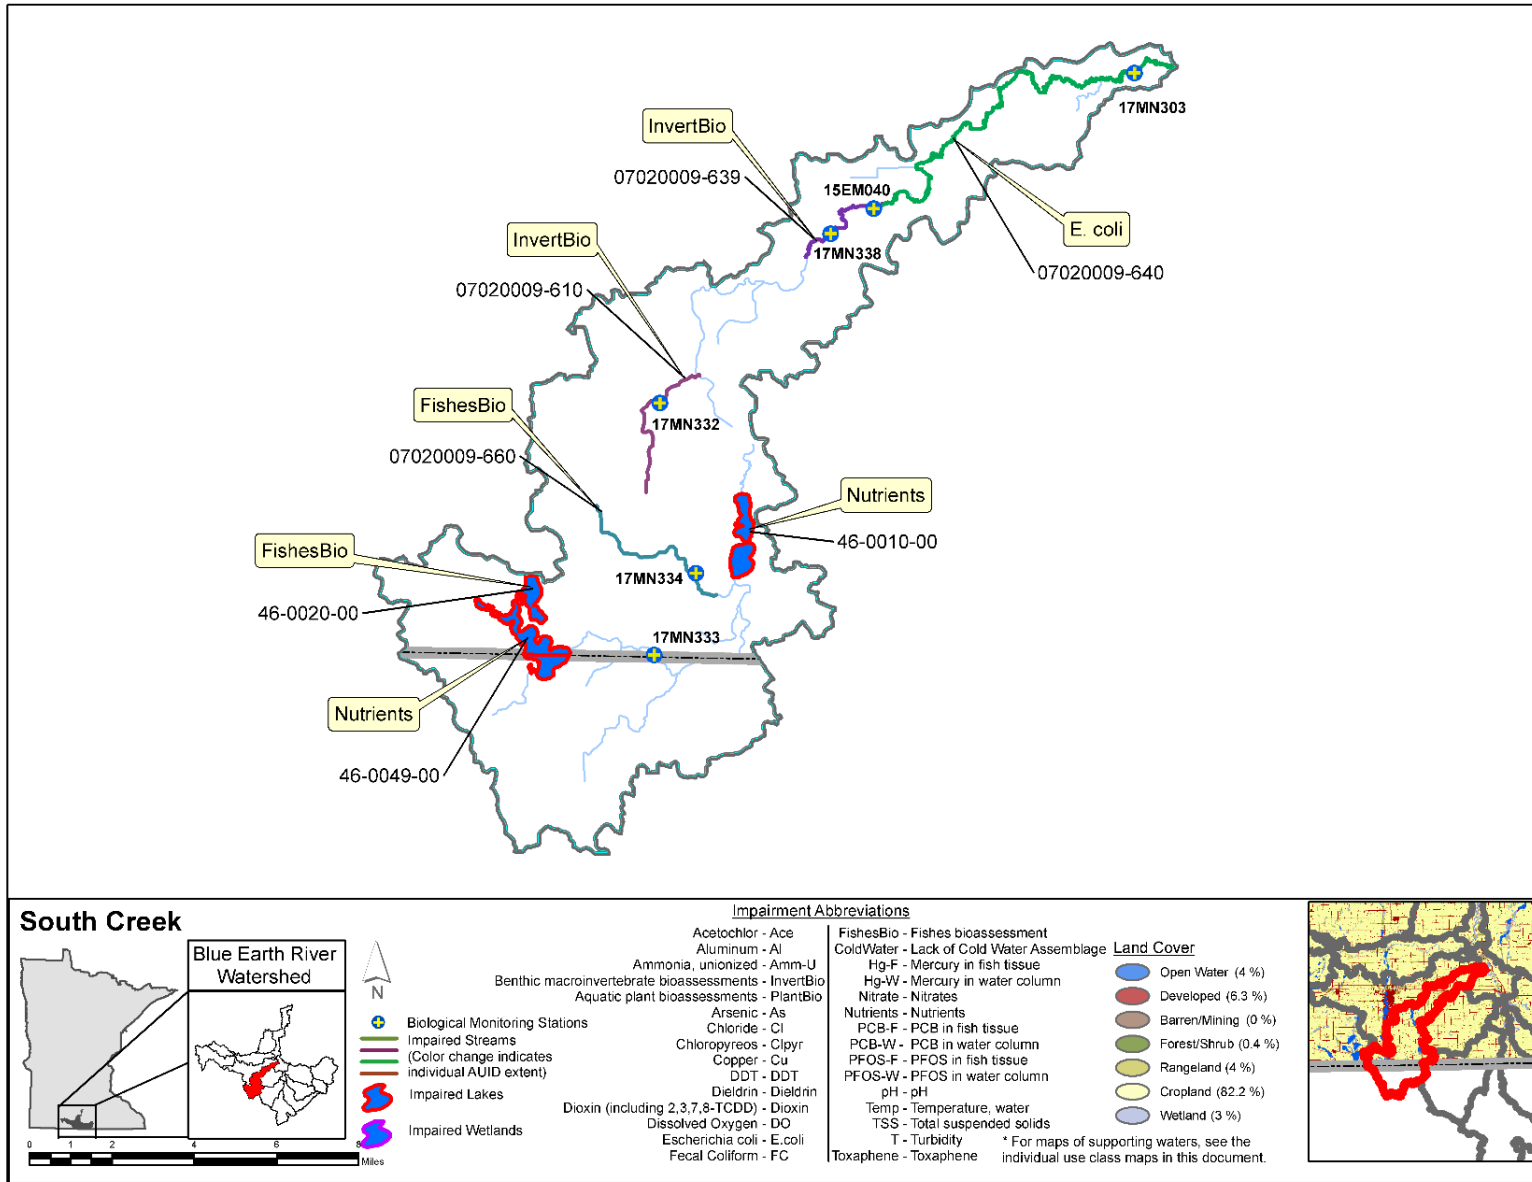 17MN303
InvertBio
07020009-639
15EM040
E. coli
InvertBio
17MN338
07020009-640
07020009-610
FishesBio
17MN332
07020009-660
Nutrients
FishesBio
46-0010-00
17MN334
46-0020-00
17MN333
Nutrients
46-0049-00
South Creek
Blue Earth River
Watershed
N
Biological Monitoring Stations
Impaired Streams
(Color change indicates
individual AUID extent)
Impaired Lakes
Impaired Wetlands
0 1 2 4 6 8
Miles
Impairment Abbreviations
Acetochlor - Ace
Aluminum - Al
Ammonia, unionized - Amm-U
Benthic macroinvertebrate bioassessments - InvertBio
Aquatic plant bioassessments - PlantBio
Arsenic - As
Chloride - Cl
Chloropyreos - Clpyr
Copper - Cu
DDT - DDT
Dieldrin - Dieldrin
Dioxin (including 2,3,7,8-TCDD) - Dioxin
Dissolved Oxygen - DO
Escherichia coli - E.coli
Fecal Coliform - FC
FishesBio - Fishes bioassessment
ColdWater - Lack of Cold Water Assemblage
Hg-F - Mercury in fish tissue
Hg-W - Mercury in water column
Nitrate - Nitrates
Nutrients - Nutrients
PCB-F - PCB in fish tissue
PCB-W - PCB in water column
PFOS-F - PFOS in fish tissue
PFOS-W - PFOS in water column
pH - pH
Temp - Temperature, water
TSS - Total suspended solids
T - Turbidity
Toxaphene - Toxaphene
Land Cover
Open Water (4 %)
Developed (6.3 %)
Barren/Mining (0 %)
Forest/Shrub (0.4 %)
Rangeland (4 %)
Cropland (82.2 %)
Wetland (3 %)
* For maps of supporting waters, see the
individual use class maps in this document.